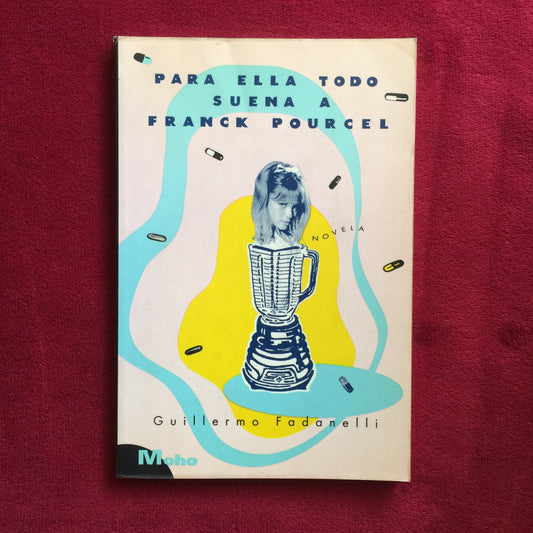 PARA ELLA TODO
SUENA A
FRANCK POURCEL
NOVELA
Guillermo Fadanelli
Moho